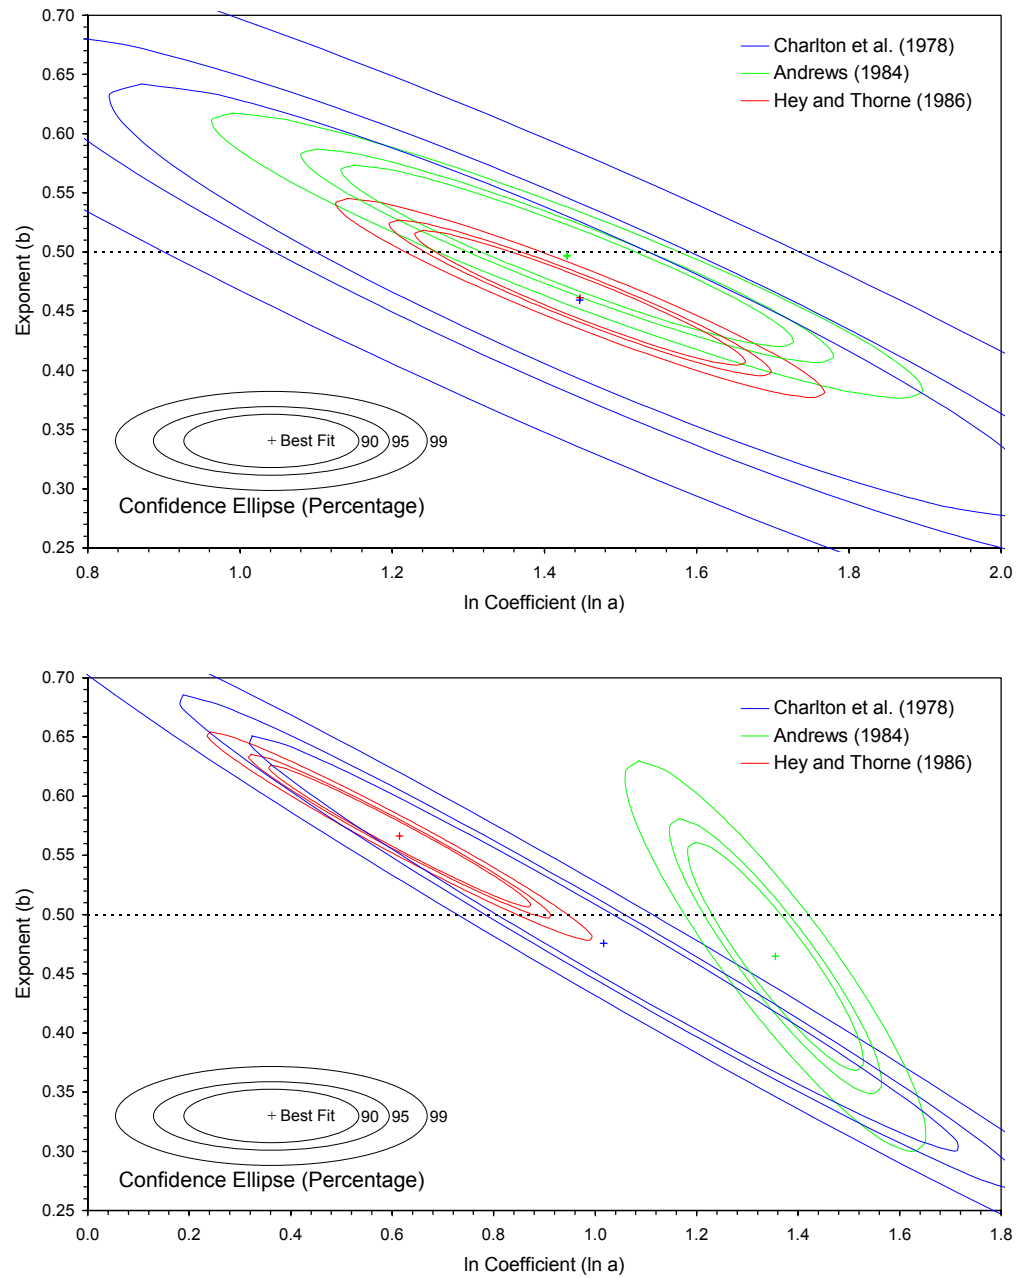 0.70
0.65
0.60
0.55
0.50
0.45
0.40
0.35
0.30
0.25
Exponent (b)
Charlton et al. (1978)
Andrews (1984)
Hey and Thorne (1986)
Best Fit 90 95 99
Confidence Ellipse (Percentage)
0.8 1.0 1.2 1.4 1.6 1.8 2.0
ln Coefficient (ln a)
0.70
0.65
0.60
0.55
0.50
0.45
0.40
0.35
0.30
0.25
Exponent (b)
Charlton et al. (1978)
Andrews (1984)
Hey and Thorne (1986)
Best Fit 90 95 99
Confidence Ellipse (Percentage)
0.0 0.2 0.4 0.6 0.8 1.0 1.2 1.4 1.6 1.8
ln Coefficient (ln a)